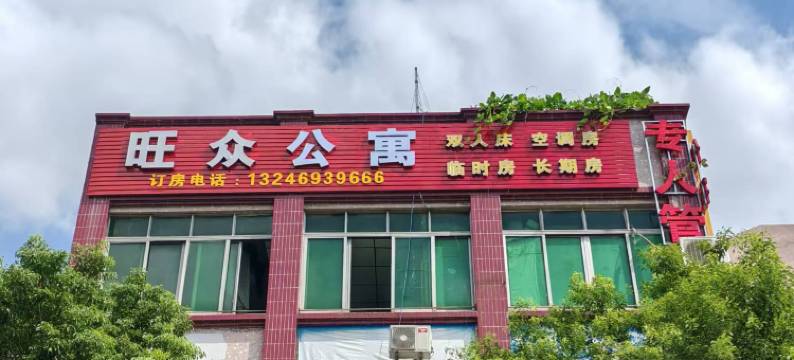 旺众公寓
订房电话：13246939666
双人床 空调房
临时房 长期房
专人管